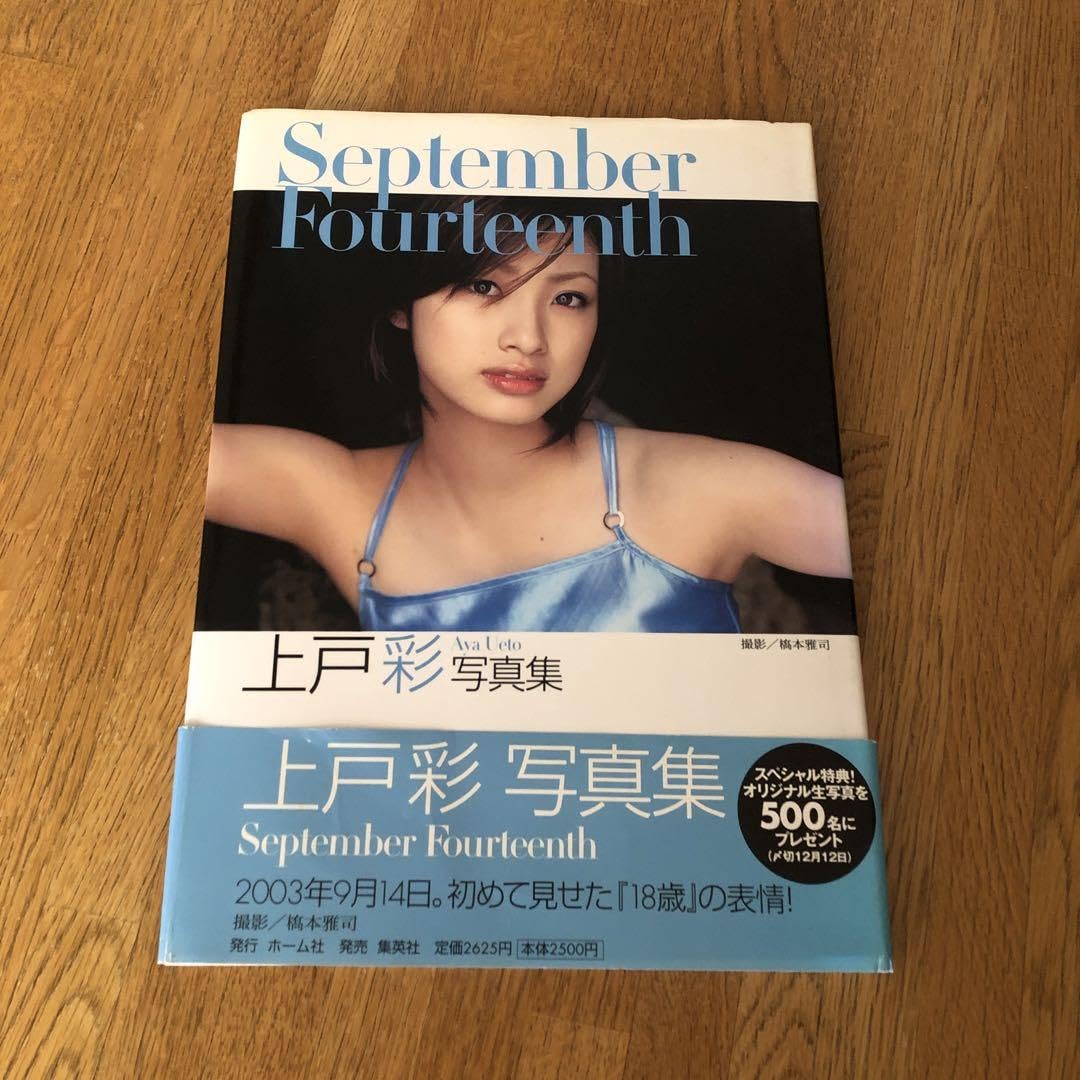 September
Fourteenth
上戸彩
Aya Ueto
写真集
撮影／橋本雅司
上戸彩 写真集
September Fourteenth
スペシャル特典!
オリジナル生写真を
500名に
プレゼント
(〆切12月12日)
2003年9月14日。初めて見せた『18歳』の表情!
撮影／橋本雅司
発行 ホーム社 発売 集英社 定価2625円 本体2500円